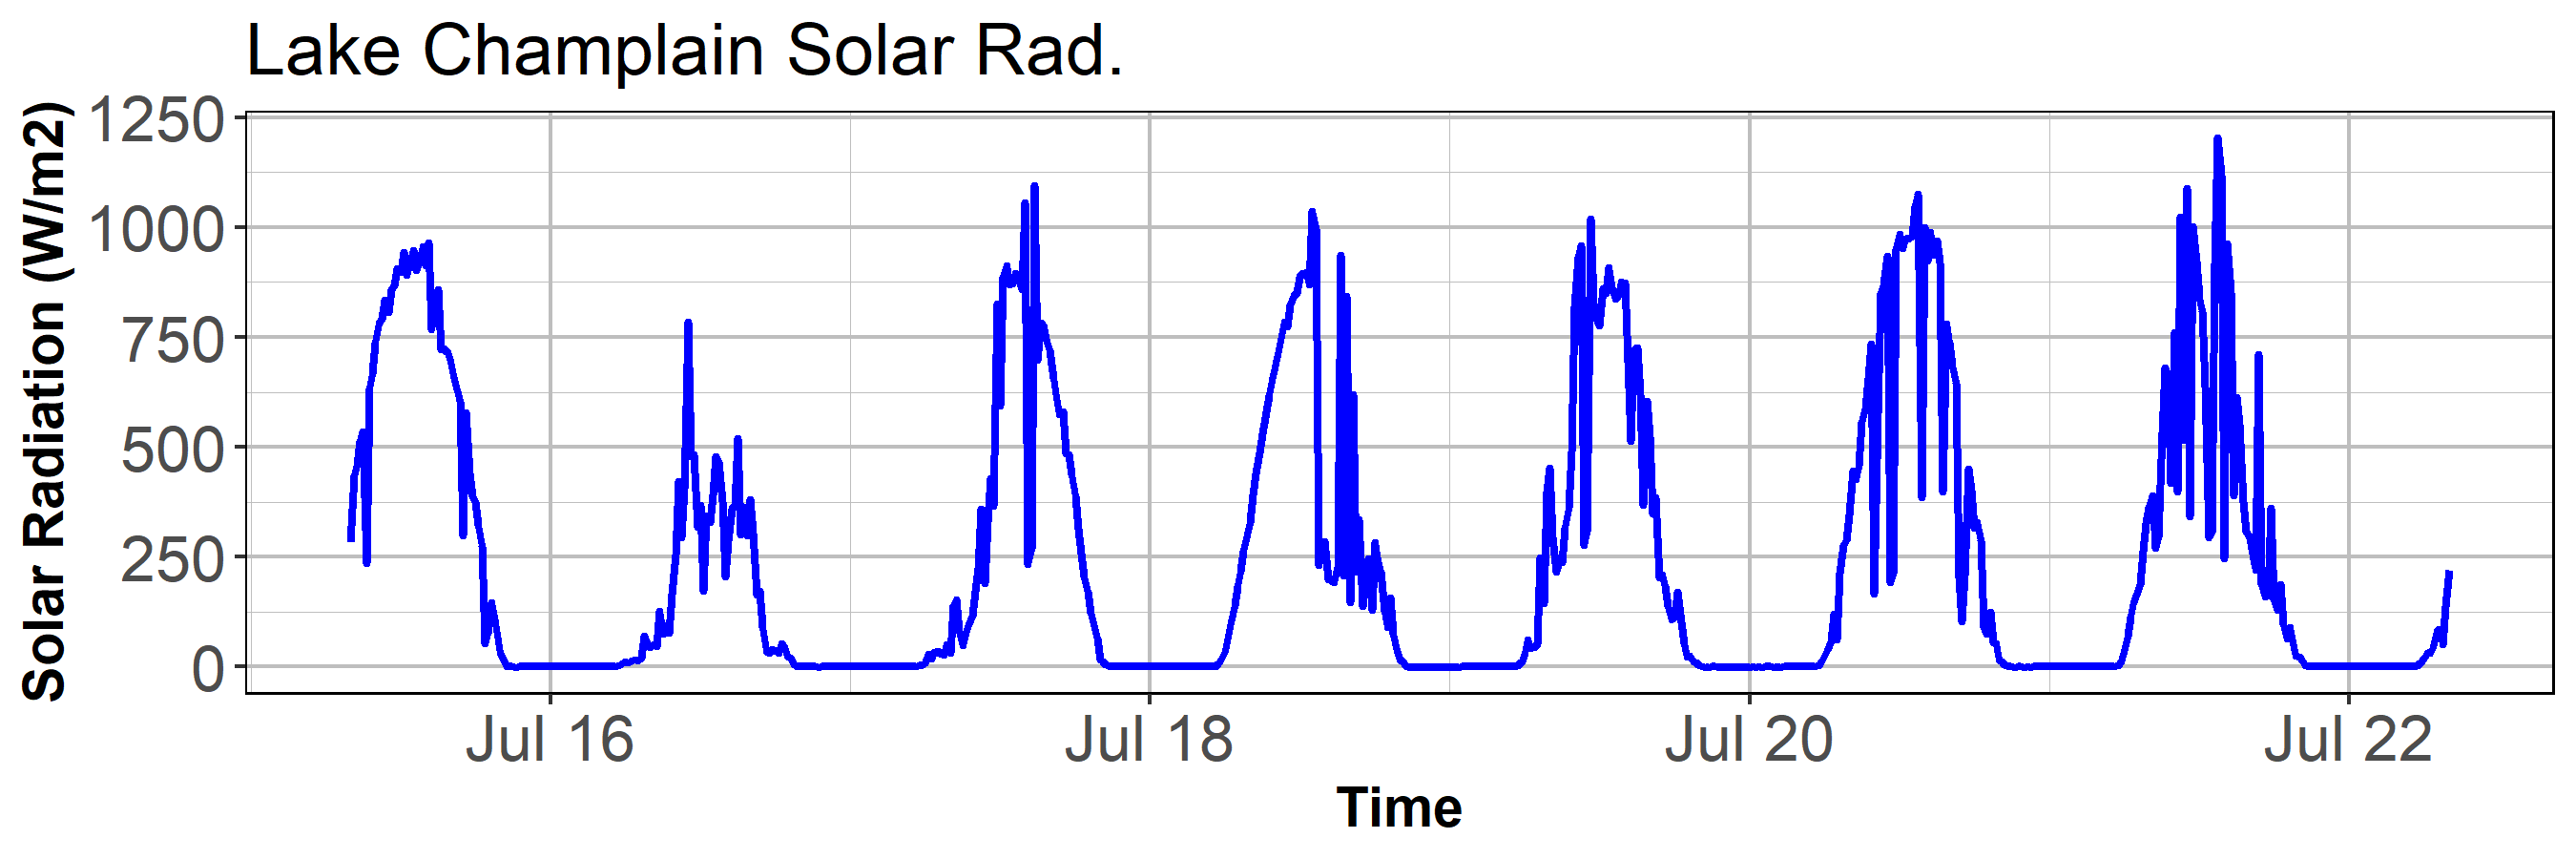 Lake Champlain Solar Rad.
Solar Radiation (W/m2)
1250
1000
750
500
250
0
Jul 16 Jul 18 Jul 20 Jul 22
Time